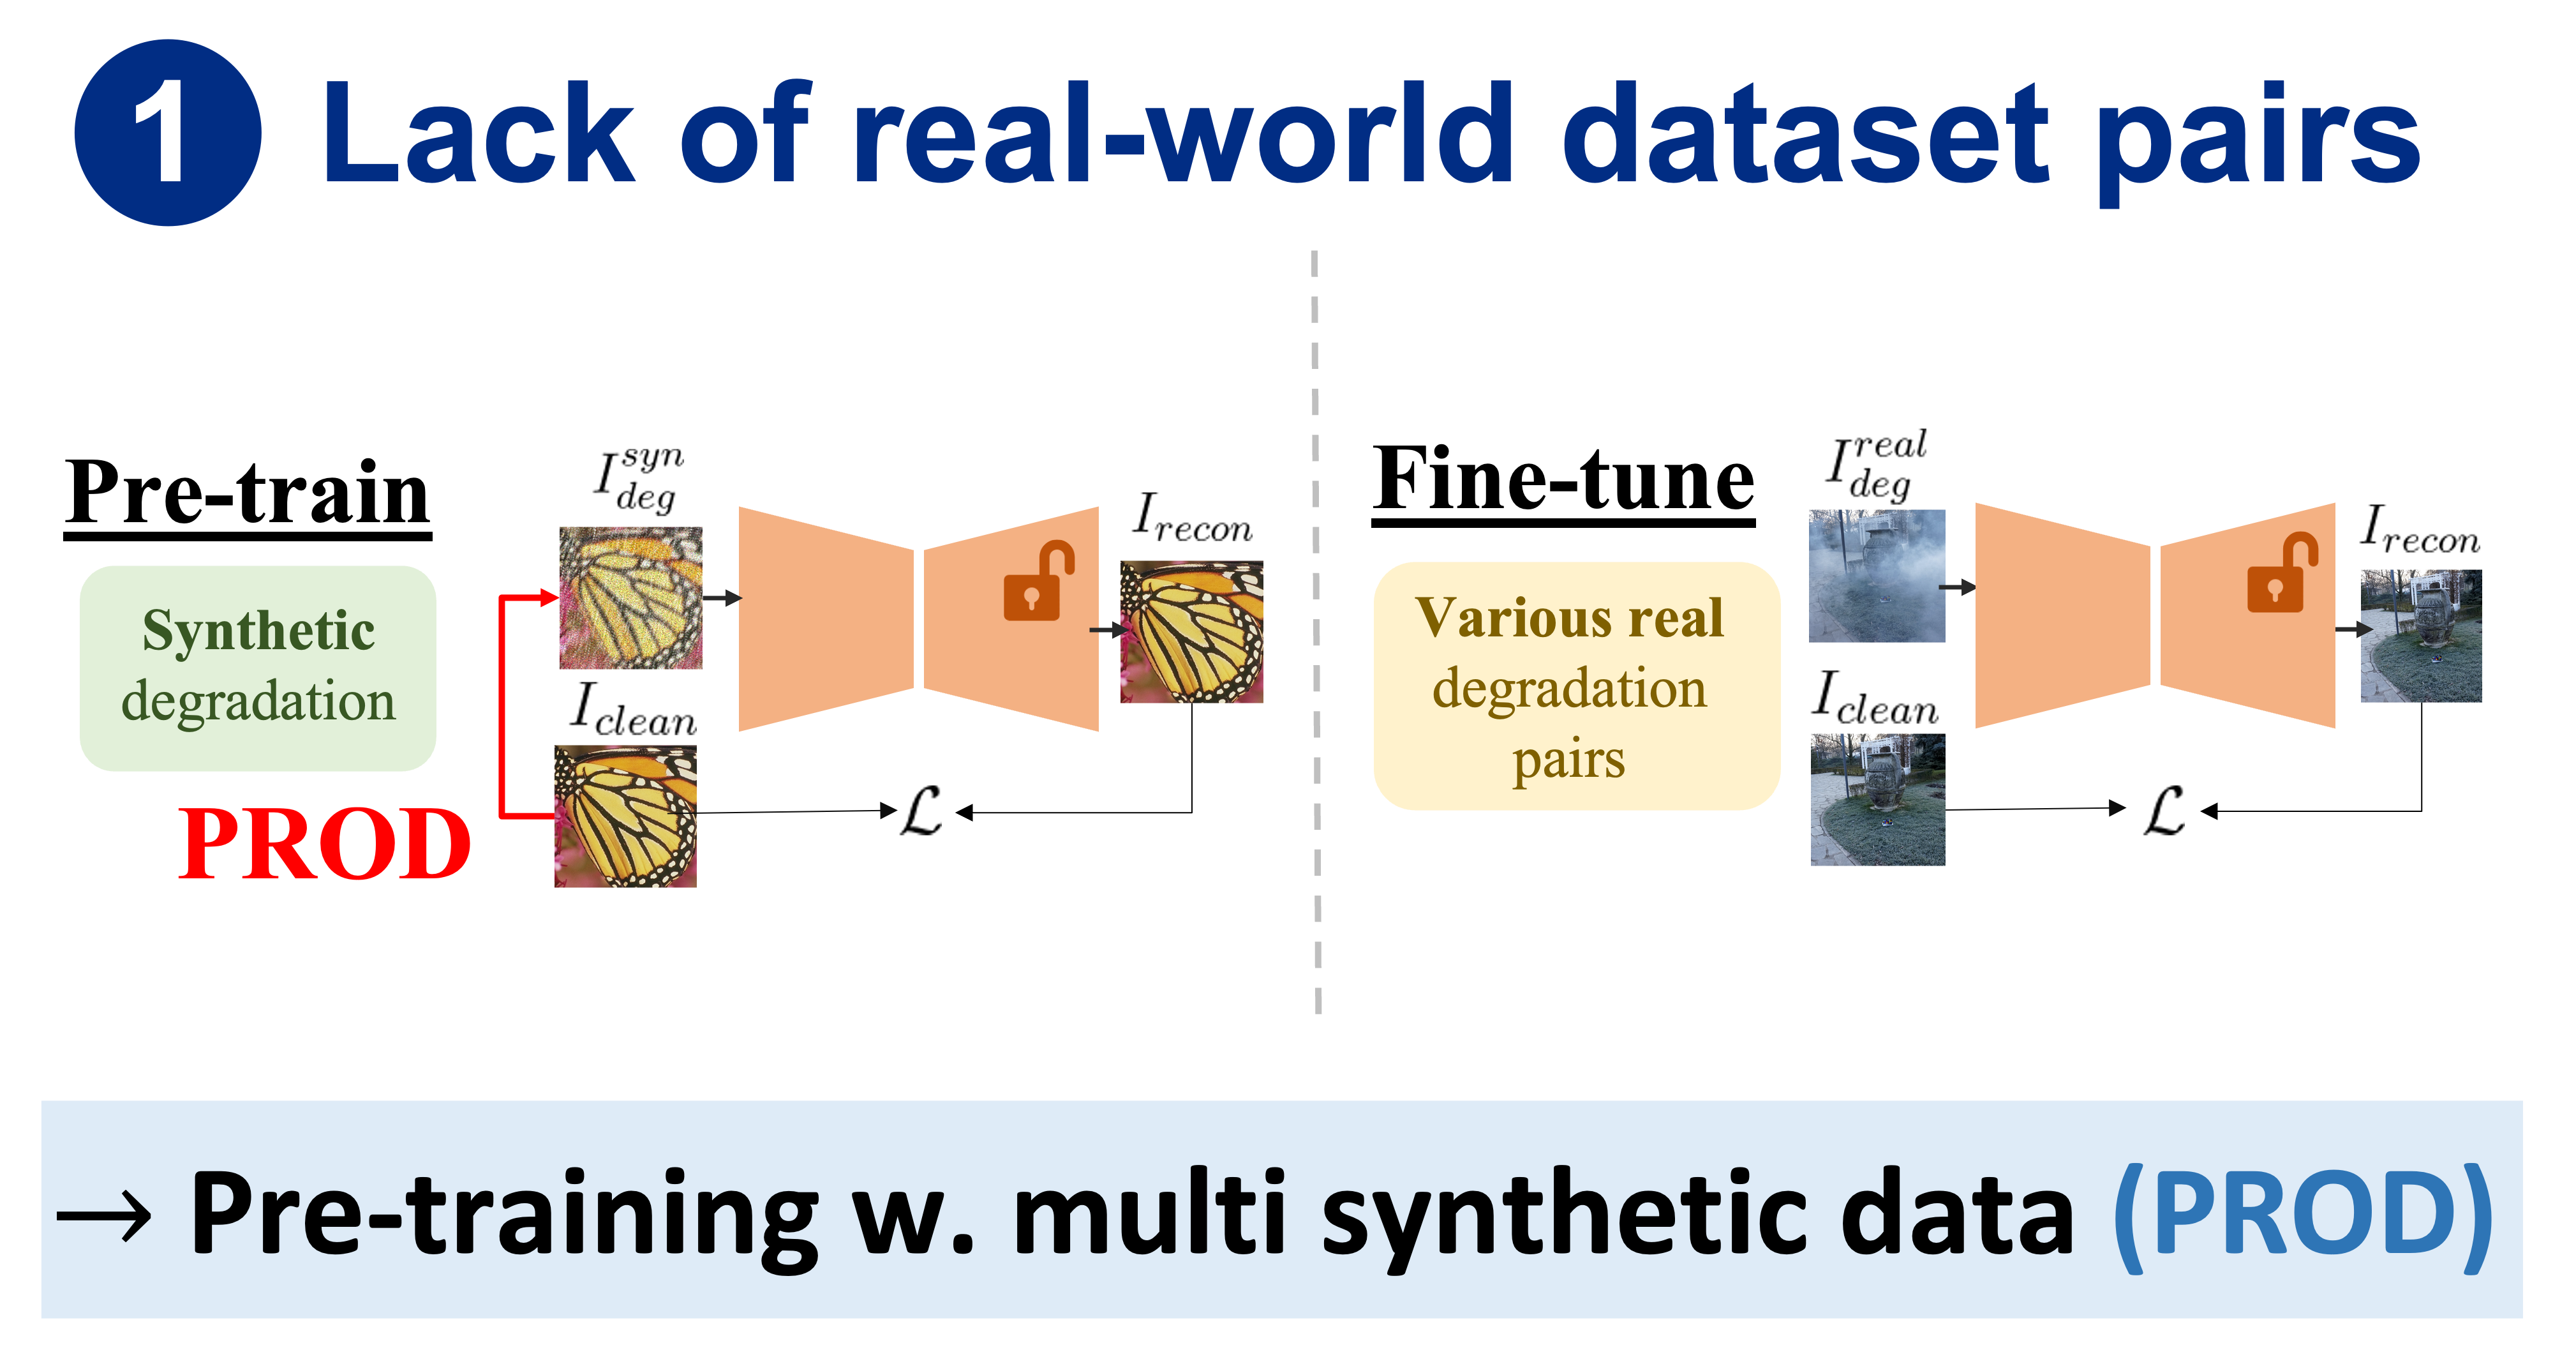 1 Lack of real-world dataset pairs
Pre-train
Synthetic
degradation
PROD
I_{deg}^{syn}
I_{clean}
I_{recon}
ℒ
Fine-tune
Various real
degradation
pairs
I_{deg}^{real}
I_{clean}
I_{recon}
ℒ
→ Pre-training w. multi synthetic data (PROD)